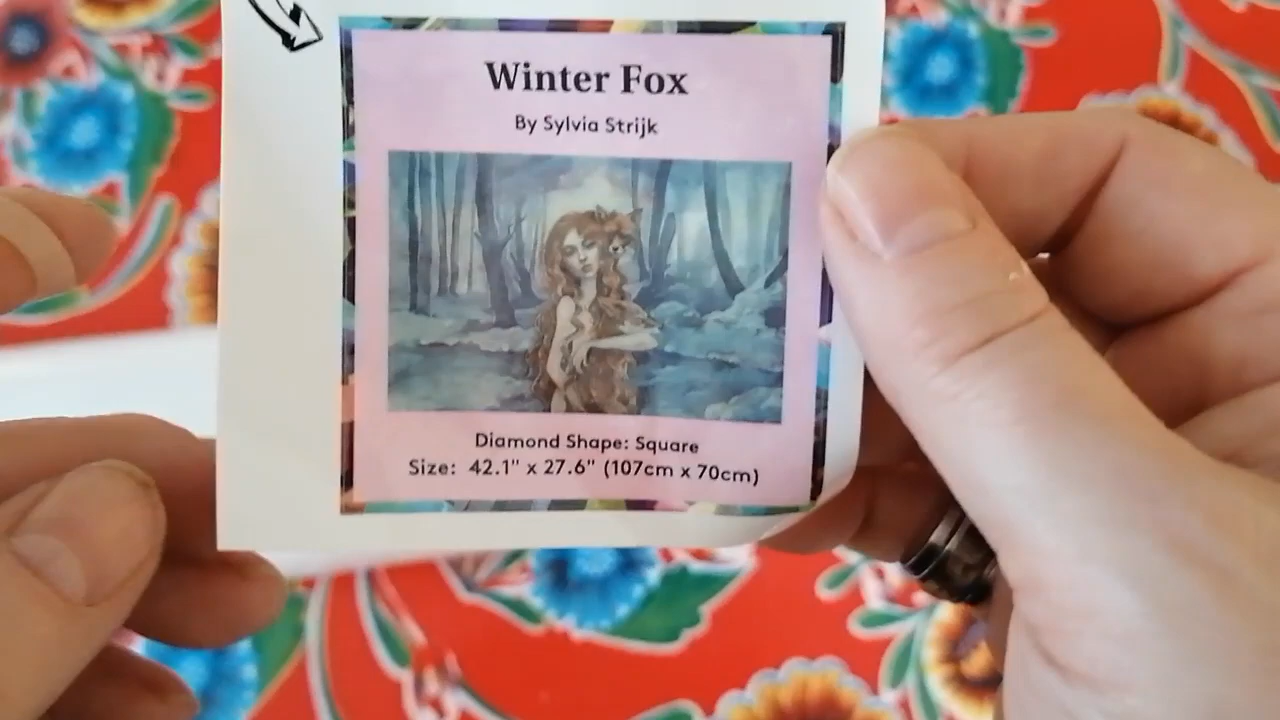 Winter Fox
By Sylvia Strijk
Diamond Shape: Square
Size: 42.1" x 27.6" (107cm x 70cm)